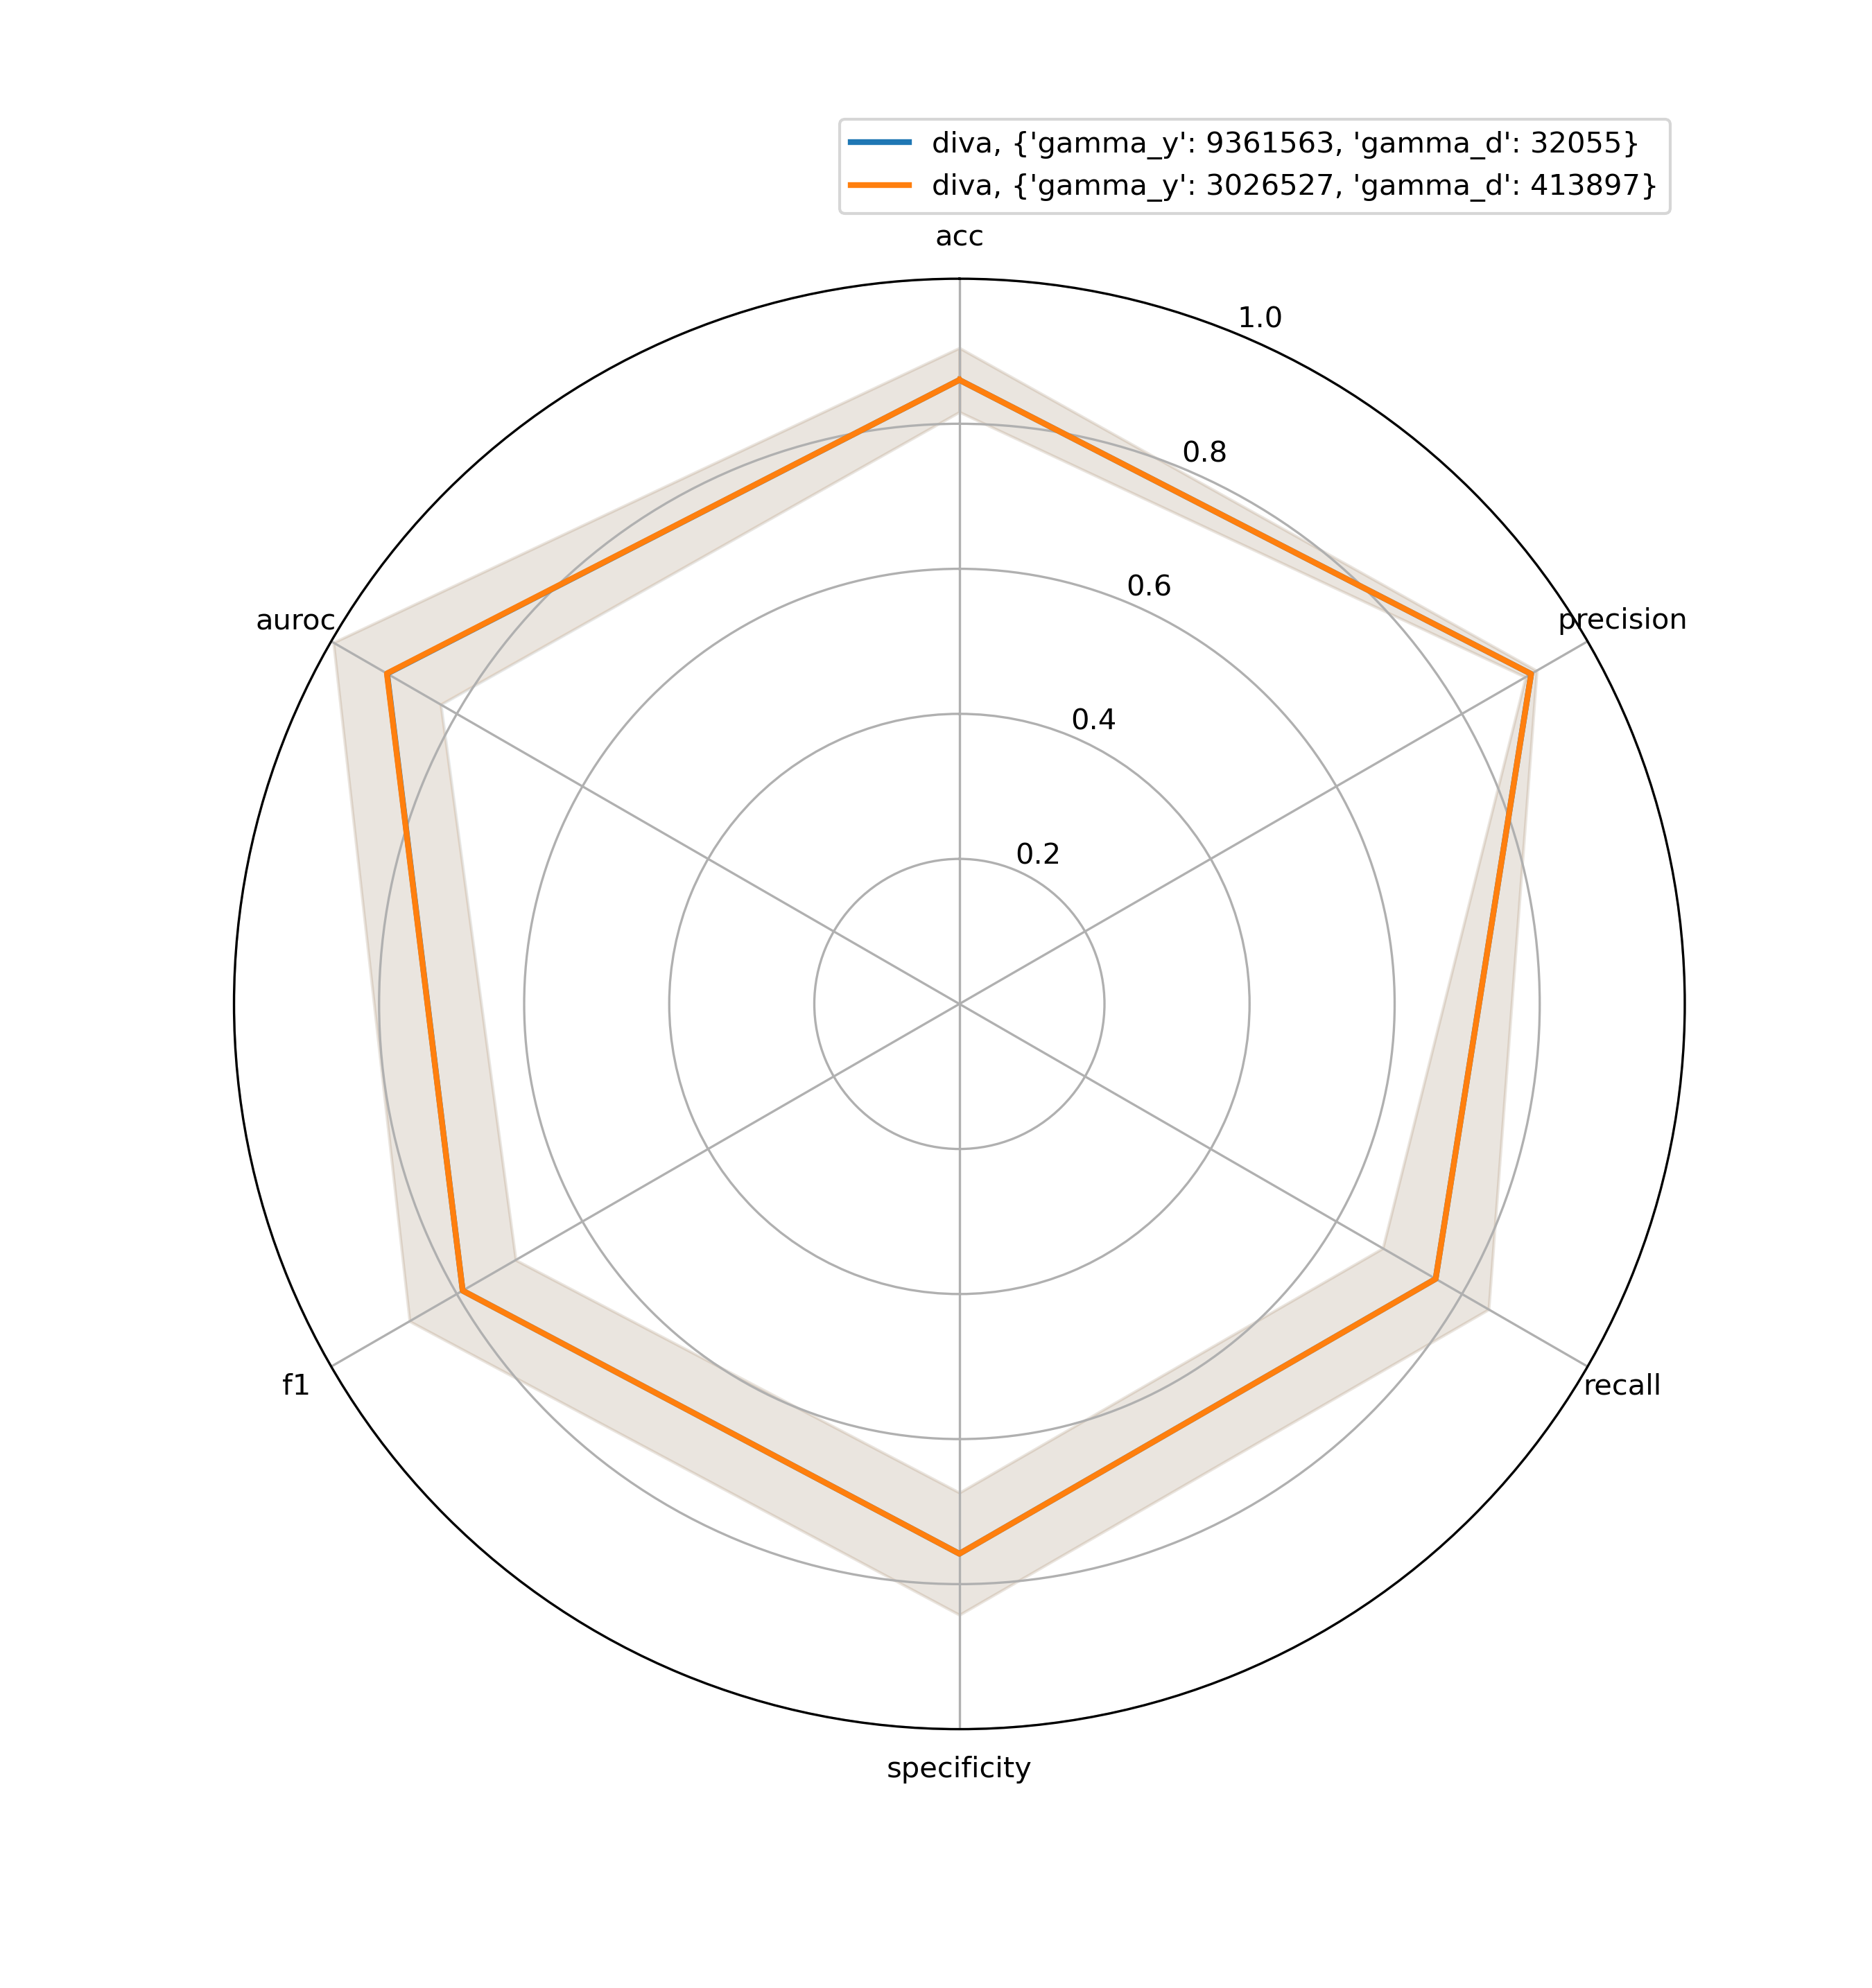 diva, {'gamma_y': 9361563, 'gamma_d': 32055}
diva, {'gamma_y': 3026527, 'gamma_d': 413897}
acc
1.0
0.8
0.6
0.4
0.2
auroc
precision
f1
recall
specificity